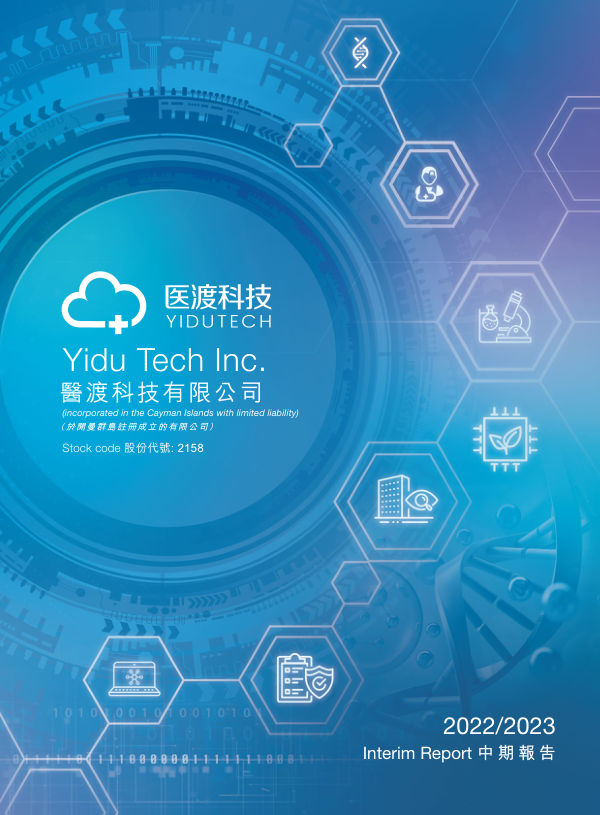 医渡科技
YIDUTECH
Yidu Tech Inc.
醫渡科技有限公司
(incorporated in the Cayman Islands with limited liability)
（於開曼群島註冊成立的有限公司）
Stock code 股份代號: 2158
2022/2023
Interim Report 中期報告